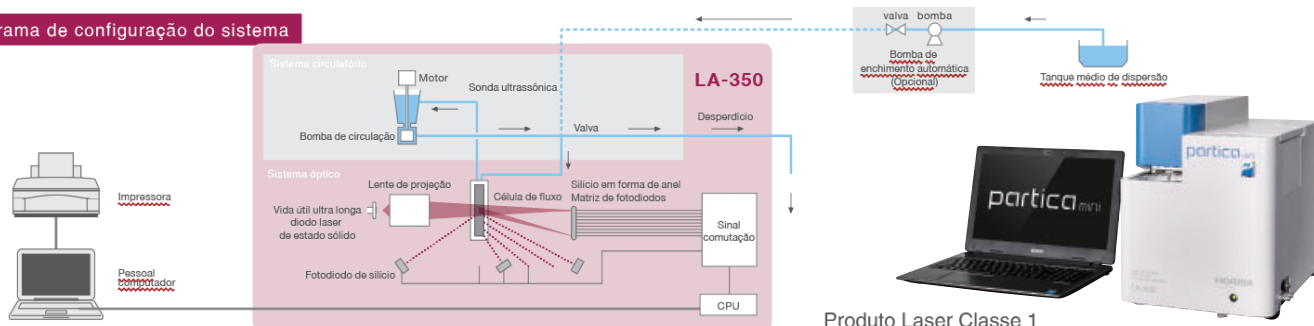 rama de configuração do sistema
Sistema circulatório
Motor
Sonda ultrassônica
LA-350
Bomba de circulação
Valva
Desperdício
valva bomba
Bomba de
enchimento automática
(Opcional)
Tanque médio de dispersão
Sistema óptico
Lente de projeção
Célula de fluxo
Silício em forma de anel
Matriz de fotodiodos
Vida útil ultra longa
diodo laser
de estado sólido
Sinal
comutação
Fotodiodo de silício
CPU
Impressora
Pessoal
computador
partica mini
partica mini
HORIBA
LA-350
Produto Laser Classe 1